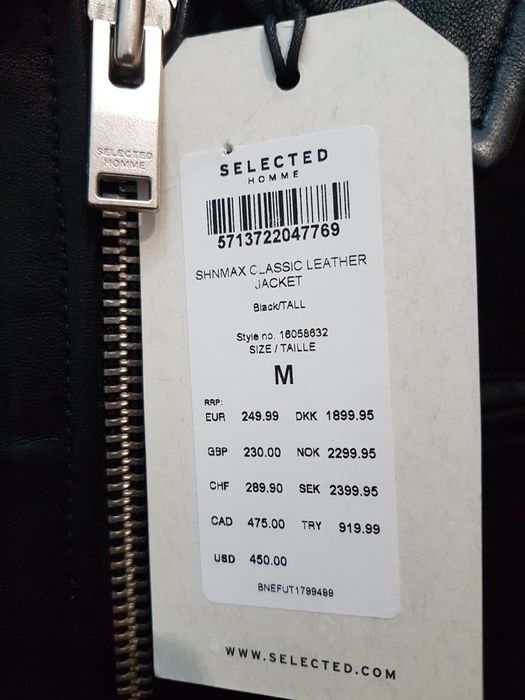 SELECTED
HOMME
SELECTED
HOMME
5713722047769
SHNMAX CLASSIC LEATHER
JACKET
Black/TALL
Style no. 16058632
SIZE / TAILLE
M
RRP:
EUR 249.99 DKK 1899.95
GBP 230.00 NOK 2299.95
CHF 289.90 SEK 2399.95
CAD 475.00 TRY 919.99
USD 450.00
BNEFUT1799499
WWW.SELECTED.COM